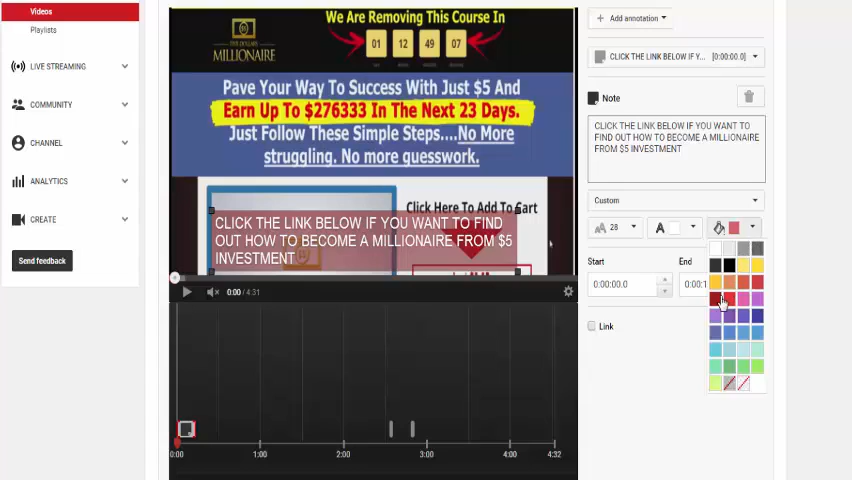 Videos
Playlists
LIVE STREAMING
COMMUNITY
CHANNEL
ANALYTICS
CREATE
Send feedback
FIVE DOLLARS
MILLIONAIRE
We Are Removing This Course In
01 12 49 07
Pave Your Way To Success With Just $5 And
Earn Up To $276333 In The Next 23 Days.
Just Follow These Simple Steps....No More
struggling. No more guesswork.
Click Here To Add To Cart
CLICK THE LINK BELOW IF YOU WANT TO FIND
OUT HOW TO BECOME A MILLIONAIRE FROM $5
INVESTMENT
0:00 / 4:31
0:00 1:00 2:00 3:00 4:00 4:32
+ Add annotation
CLICK THE LINK BELOW IF Y... [0:00:00.0]
Note
CLICK THE LINK BELOW IF YOU WANT TO
FIND OUT HOW TO BECOME A MILLIONAIRE
FROM $5 INVESTMENT
Custom
AA 28 A
Start End
0:00:00.0 0:00:1
Link